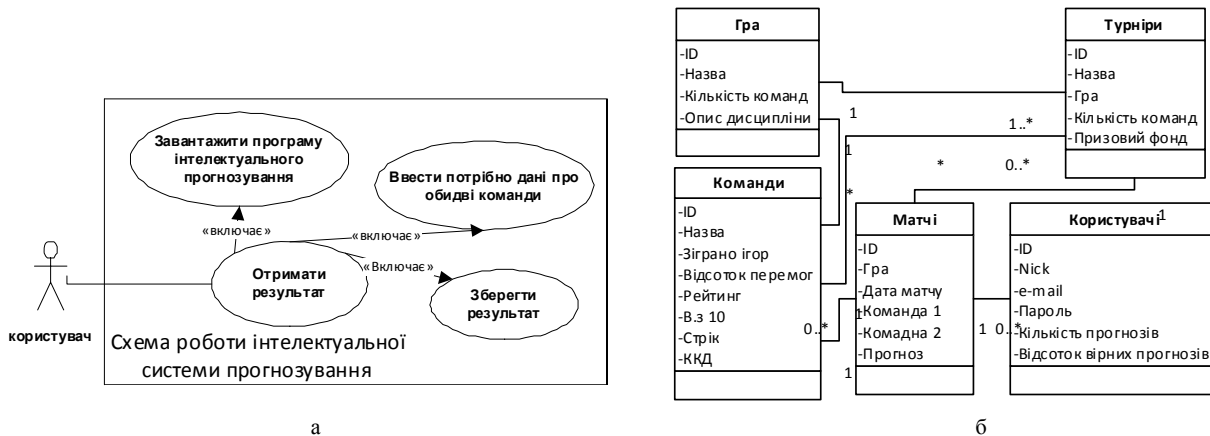 Завантажити програму
інтелектуального
прогнозування
Ввести потрібно дані про
обидві команди
«включає»
«включає»
«Включає»
Отримати
результат
Зберегти
результат
користувач
Схема роботи інтелектуальної
системи прогнозування
а
Гра
-ID
-Назва
-Кількість команд
-Опис дисципліни
Турніри
-ID
-Назва
-Гра
-Кількість команд
-Призовий фонд
1
1
1..*
*
*
0..*
Команди
-ID
-Назва
-Зіграно ігор
-Відсоток перемог
-Рейтинг
-В.з 10
-Стрік
-ККД
Матчі
-ID
-Гра
-Дата матчу
-Команда 1
-Комадна 2
-Прогноз
Користувачі
1
-ID
-Nick
-e-mail
-Пароль
-Кількість прогнозів
-Відсоток вірних прогнозів
0..*
1
1
0..*
1
б